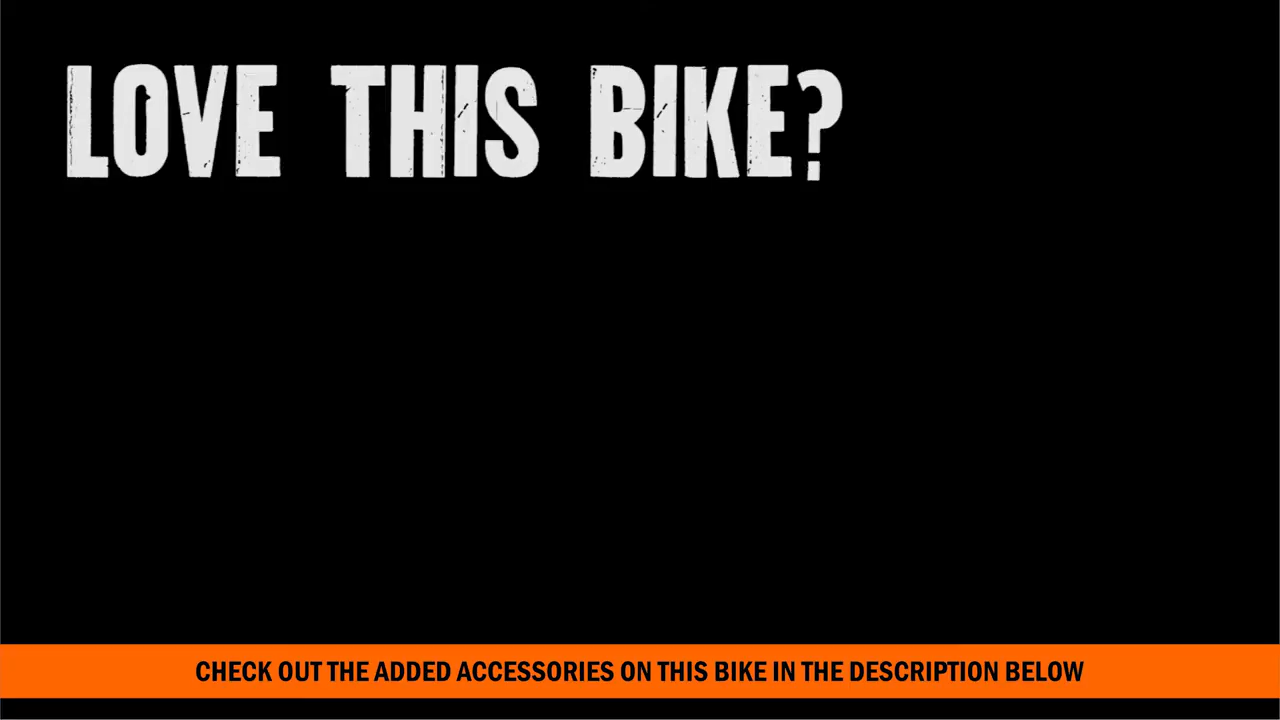 LOVE THIS BIKE?
CHECK OUT THE ADDED ACCESSORIES ON THIS BIKE IN THE DESCRIPTION BELOW